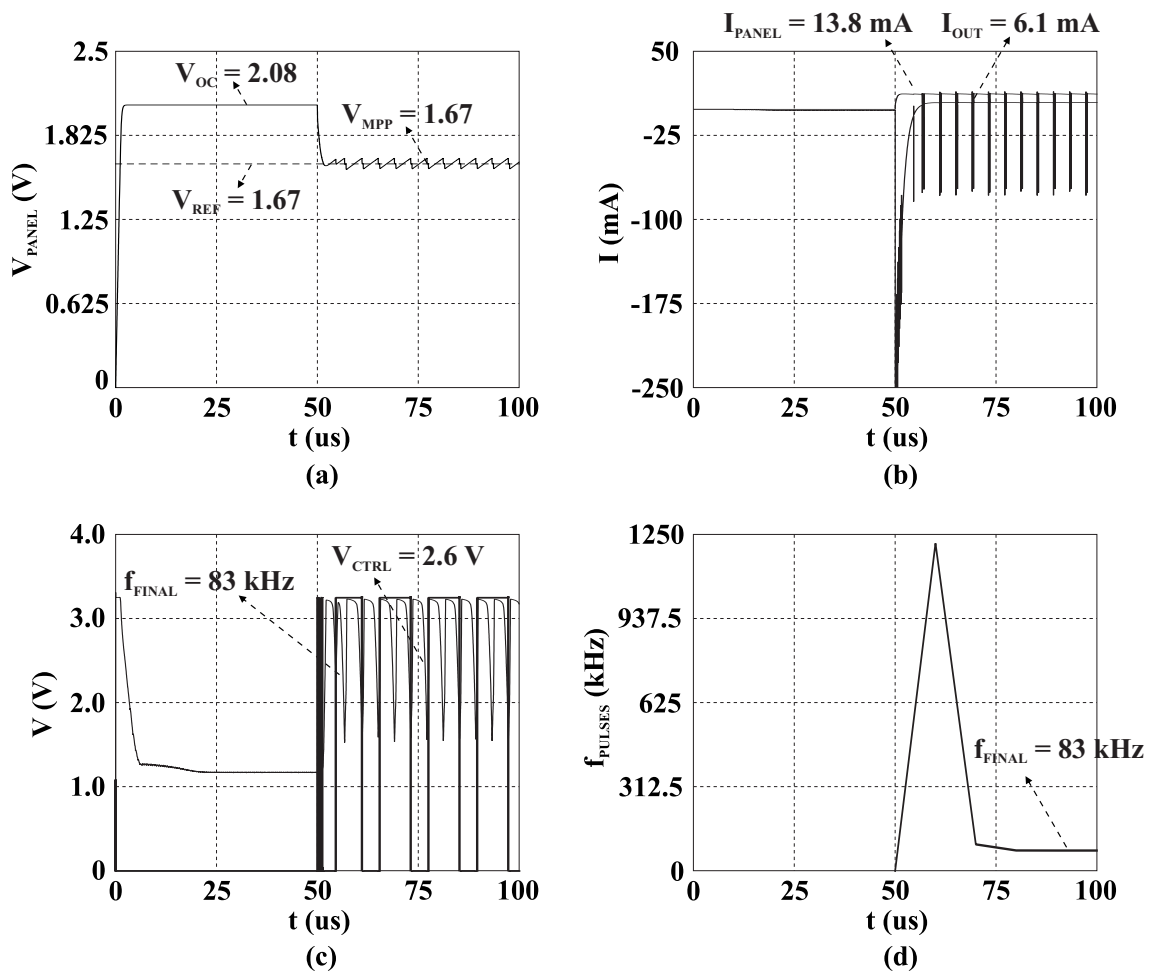 2.5
V_OC = 2.08
1.825
V_MPP = 1.67
V_REF = 1.67
V_PANEL (V)
1.25
0.625
0
0 25 50 75 100
t (us)
(a)
I_PANEL = 13.8 mA I_OUT = 6.1 mA
50
-25
-100
I (mA)
-175
-250
0 25 50 75 100
t (us)
(b)
4.0
V_CTRL = 2.6 V
f_FINAL = 83 kHz
3.0
V (V)
2.0
1.0
0
0 25 50 75 100
t (us)
(c)
1250
937.5
f_PULSES (kHz)
625
f_FINAL = 83 kHz
312.5
0
0 25 50 75 100
t (us)
(d)